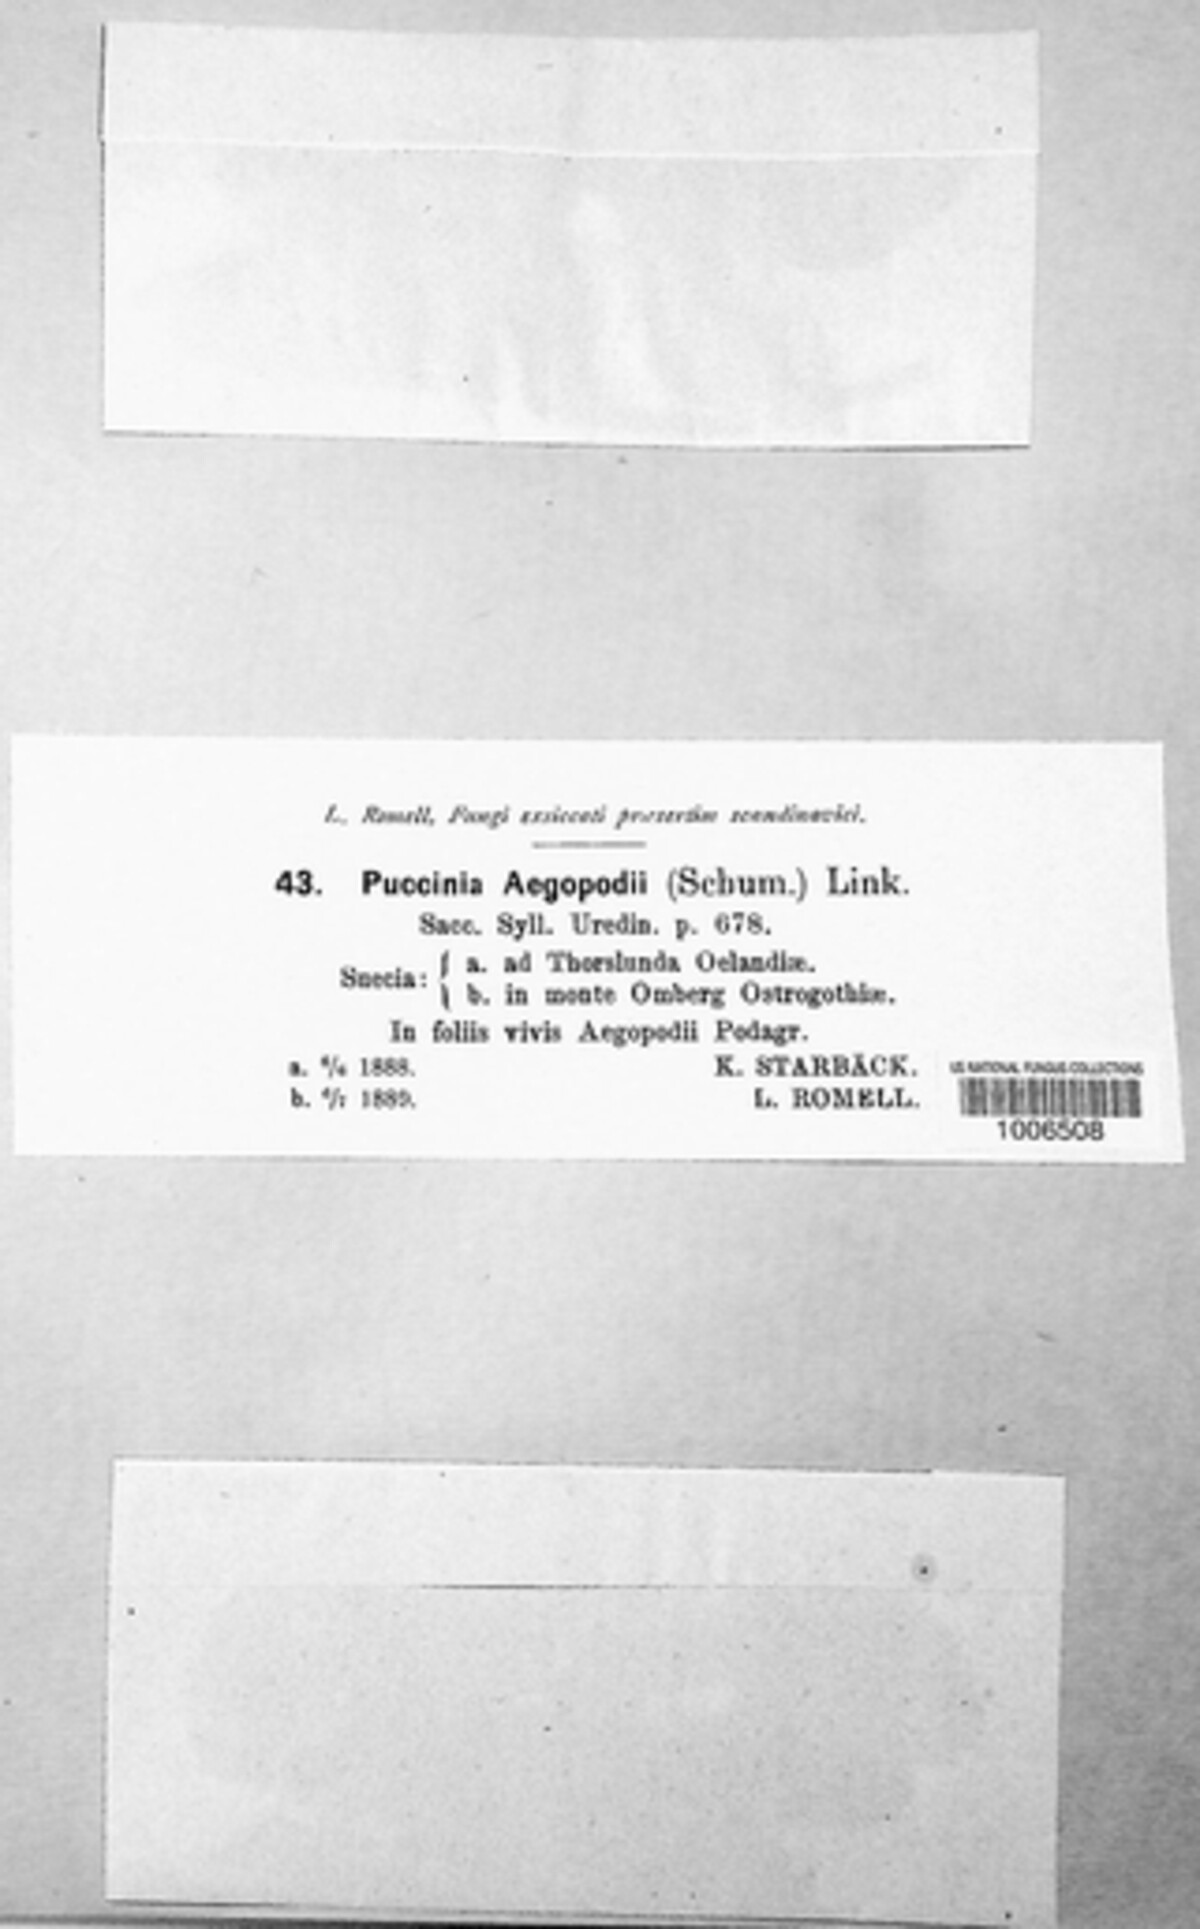 L. Romell, Fungi exsiccati præsertim scandinavici.
43. Puccinia Aegopodii (Schum.) Link.
Sacc. Syll. Uredin. p. 678.
Suecia: { a. ad Thorslunda Oelandiæ.
b. in monte Omberg Ostrogothiæ.
In foliis vivis Aegopodii Podagr.
a. 1888. K. STARBÄCK.
b. 1889. L. ROMELL.
US NATIONAL FUNGUS COLLECTIONS
1006508